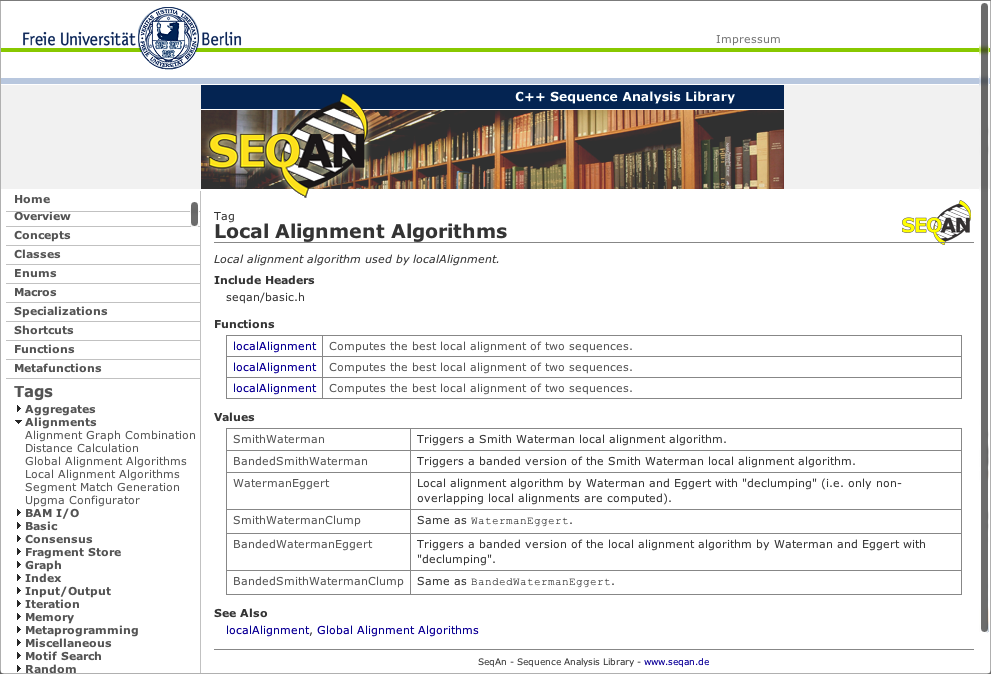 Freie Universität Berlin
Impressum
C++ Sequence Analysis Library
SEQAN
Home
Overview
Concepts
Classes
Enums
Macros
Specializations
Shortcuts
Functions
Metafunctions
Tags
Aggregates
Alignments
Alignment Graph Combination
Distance Calculation
Global Alignment Algorithms
Local Alignment Algorithms
Segment Match Generation
Upgma Configurator
BAM I/O
Basic
Consensus
Fragment Store
Graph
Index
Input/Output
Iteration
Memory
Metaprogramming
Miscellaneous
Motif Search
Random
Tag
Local Alignment Algorithms
SEQAN
Local alignment algorithm used by localAlignment.
Include Headers
seqan/basic.h
Functions
localAlignment Computes the best local alignment of two sequences.
localAlignment Computes the best local alignment of two sequences.
localAlignment Computes the best local alignment of two sequences.
Values
SmithWaterman Triggers a Smith Waterman local alignment algorithm.
BandedSmithWaterman Triggers a banded version of the Smith Waterman local alignment algorithm.
WatermanEggert Local alignment algorithm by Waterman and Eggert with "declumping" (i.e. only non-
overlapping local alignments are computed).
SmithWatermanClump Same as WatermanEggert.
BandedWatermanEggert Triggers a banded version of the local alignment algorithm by Waterman and Eggert with
"declumping".
BandedSmithWatermanClump Same as BandedWatermanEggert.
See Also
localAlignment, Global Alignment Algorithms
SeqAn - Sequence Analysis Library - www.seqan.de